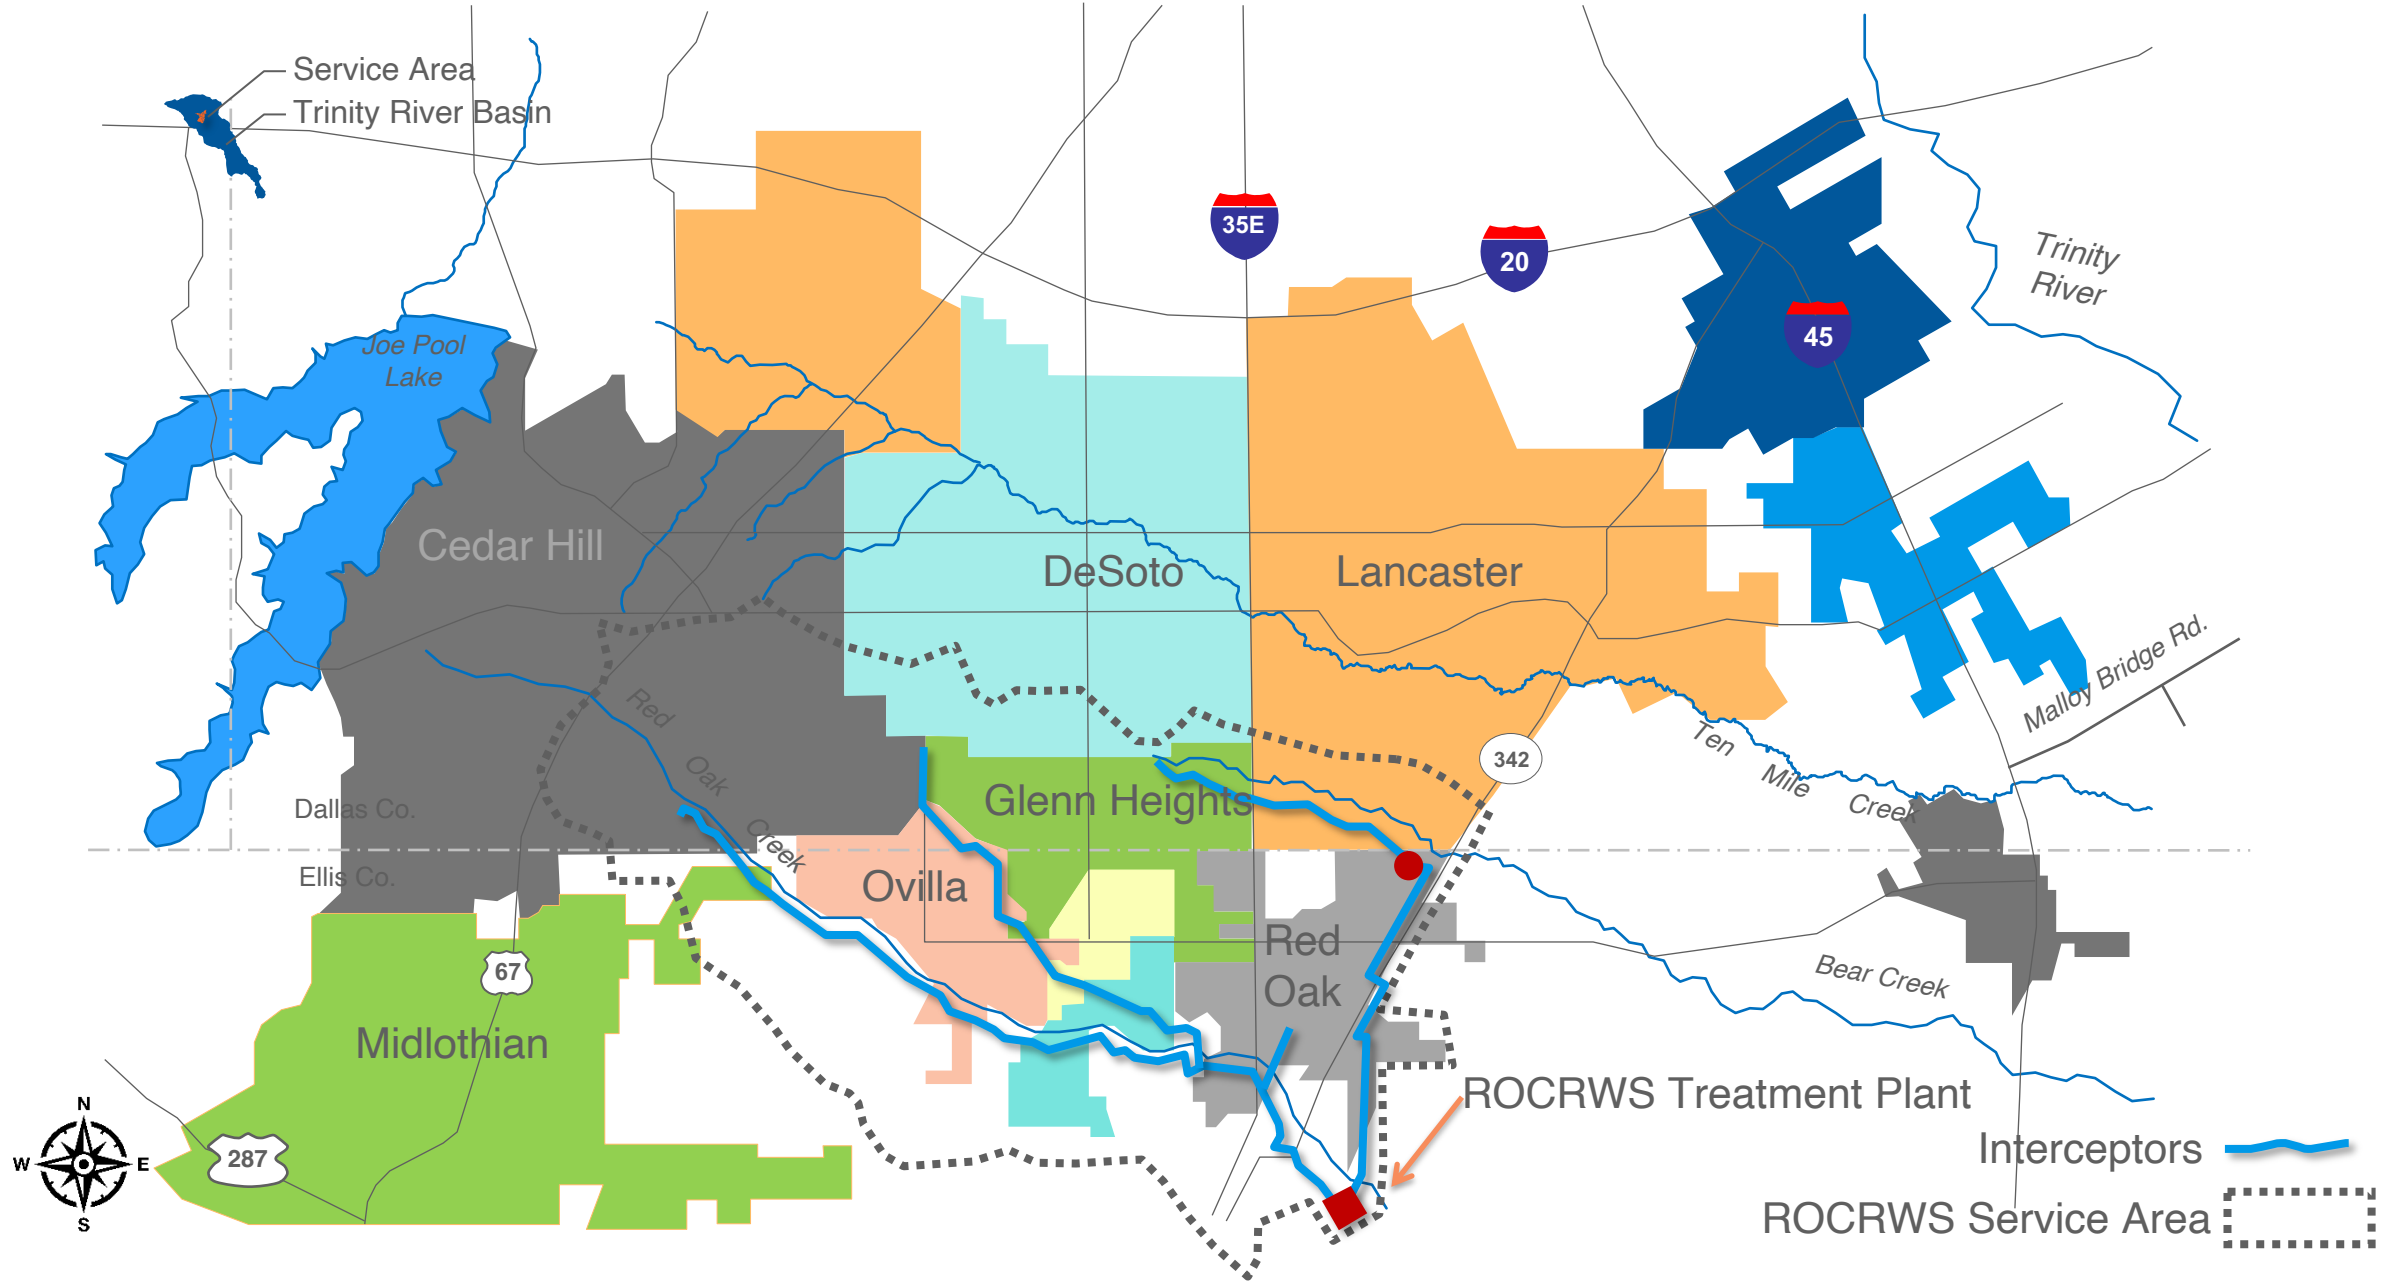 Service Area
Trinity River Basin
35E
20
Trinity
River
45
Joe Pool
Lake
Cedar Hill
DeSoto
Lancaster
Malloy Bridge Rd.
Red
Oak
Creek
Ten
Mile
Creek
342
Dallas Co.
Ellis Co.
Glenn Heights
Ovilla
Red
Oak
67
Bear Creek
Midlothian
ROCRWS Treatment Plant
N
W
E
S
287
Interceptors
ROCRWS Service Area